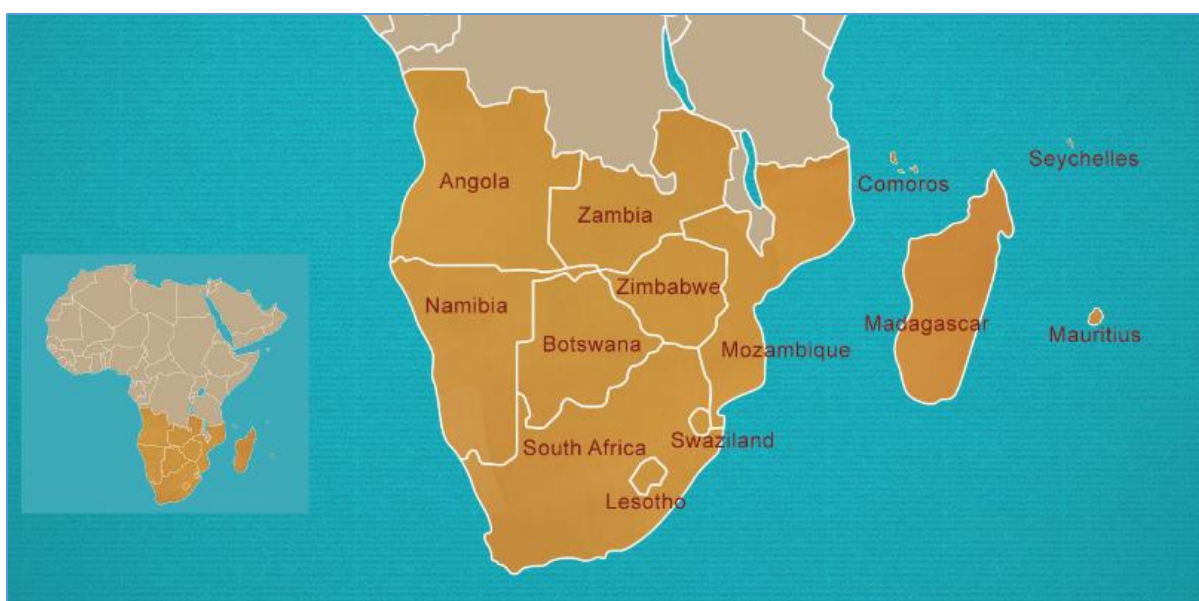 Seychelles
Angola
Comoros
Zambia
Zimbabwe
Namibia
Madagascar
Mauritius
Botswana
Mozambique
South Africa
Swaziland
Lesotho